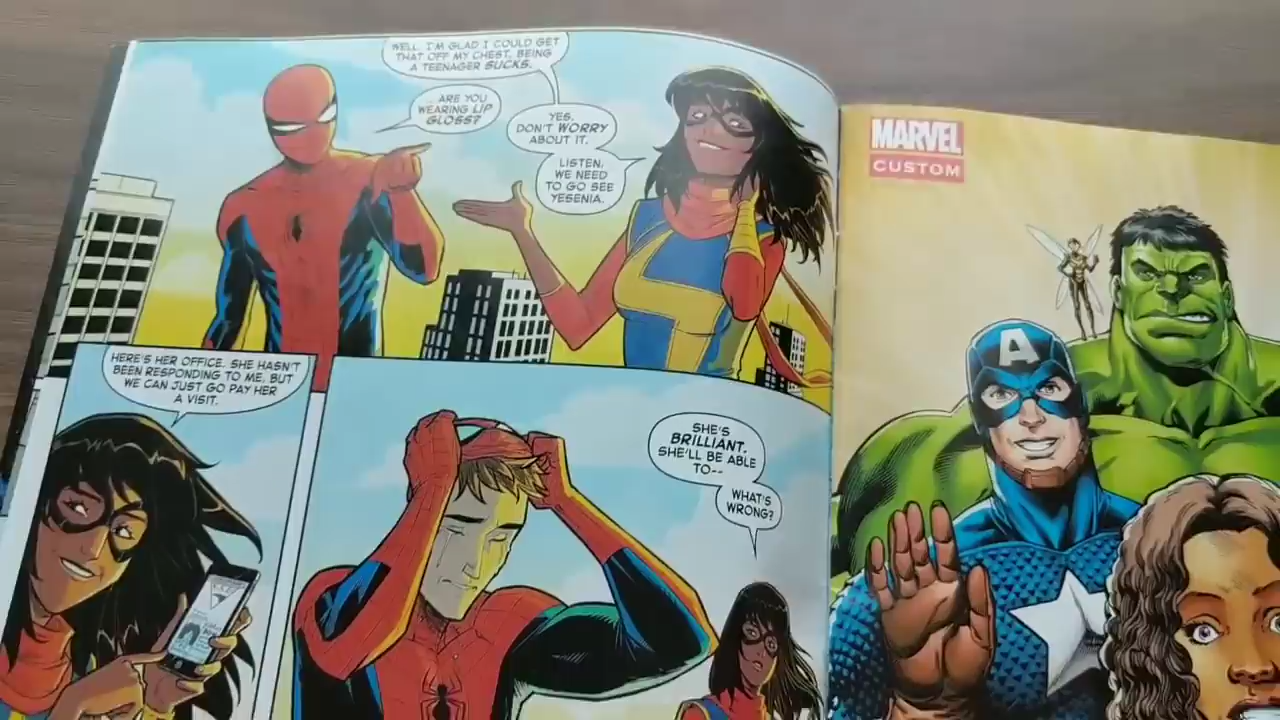 WELL, I'M GLAD I COULD GET
THAT OFF MY CHEST. BEING
A TEENAGER SUCKS.
...ARE YOU
WEARING LIP
GLOSS?
YES.
DON'T WORRY
ABOUT IT.
LISTEN,
WE NEED
TO GO SEE
YESENIA.
HERE'S HER OFFICE. SHE HASN'T
BEEN RESPONDING TO ME, BUT
WE CAN JUST GO PAY HER
A VISIT.
SHE'S
BRILLIANT.
SHE'LL BE ABLE
TO--
WHAT'S
WRONG?
MARVEL
CUSTOM
A